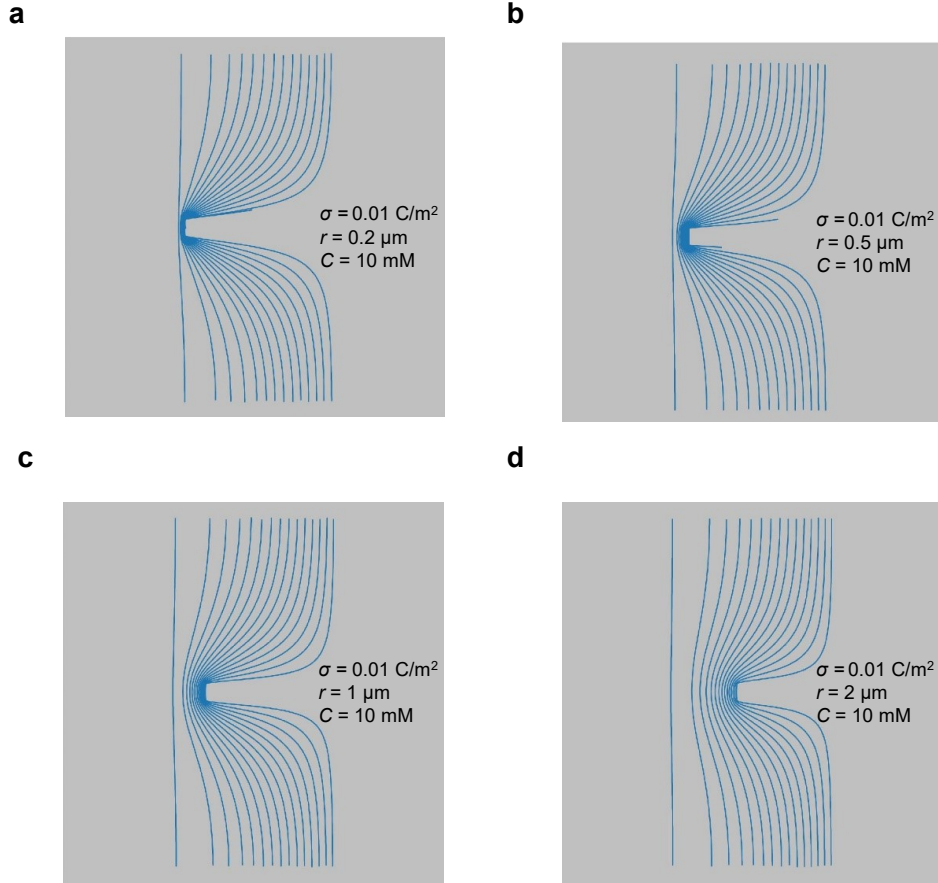 a
σ = 0.01 C/m²
r = 0.2 μm
C = 10 mM
b
σ = 0.01 C/m²
r = 0.5 μm
C = 10 mM
c
σ = 0.01 C/m²
r = 1 μm
C = 10 mM
d
σ = 0.01 C/m²
r = 2 μm
C = 10 mM